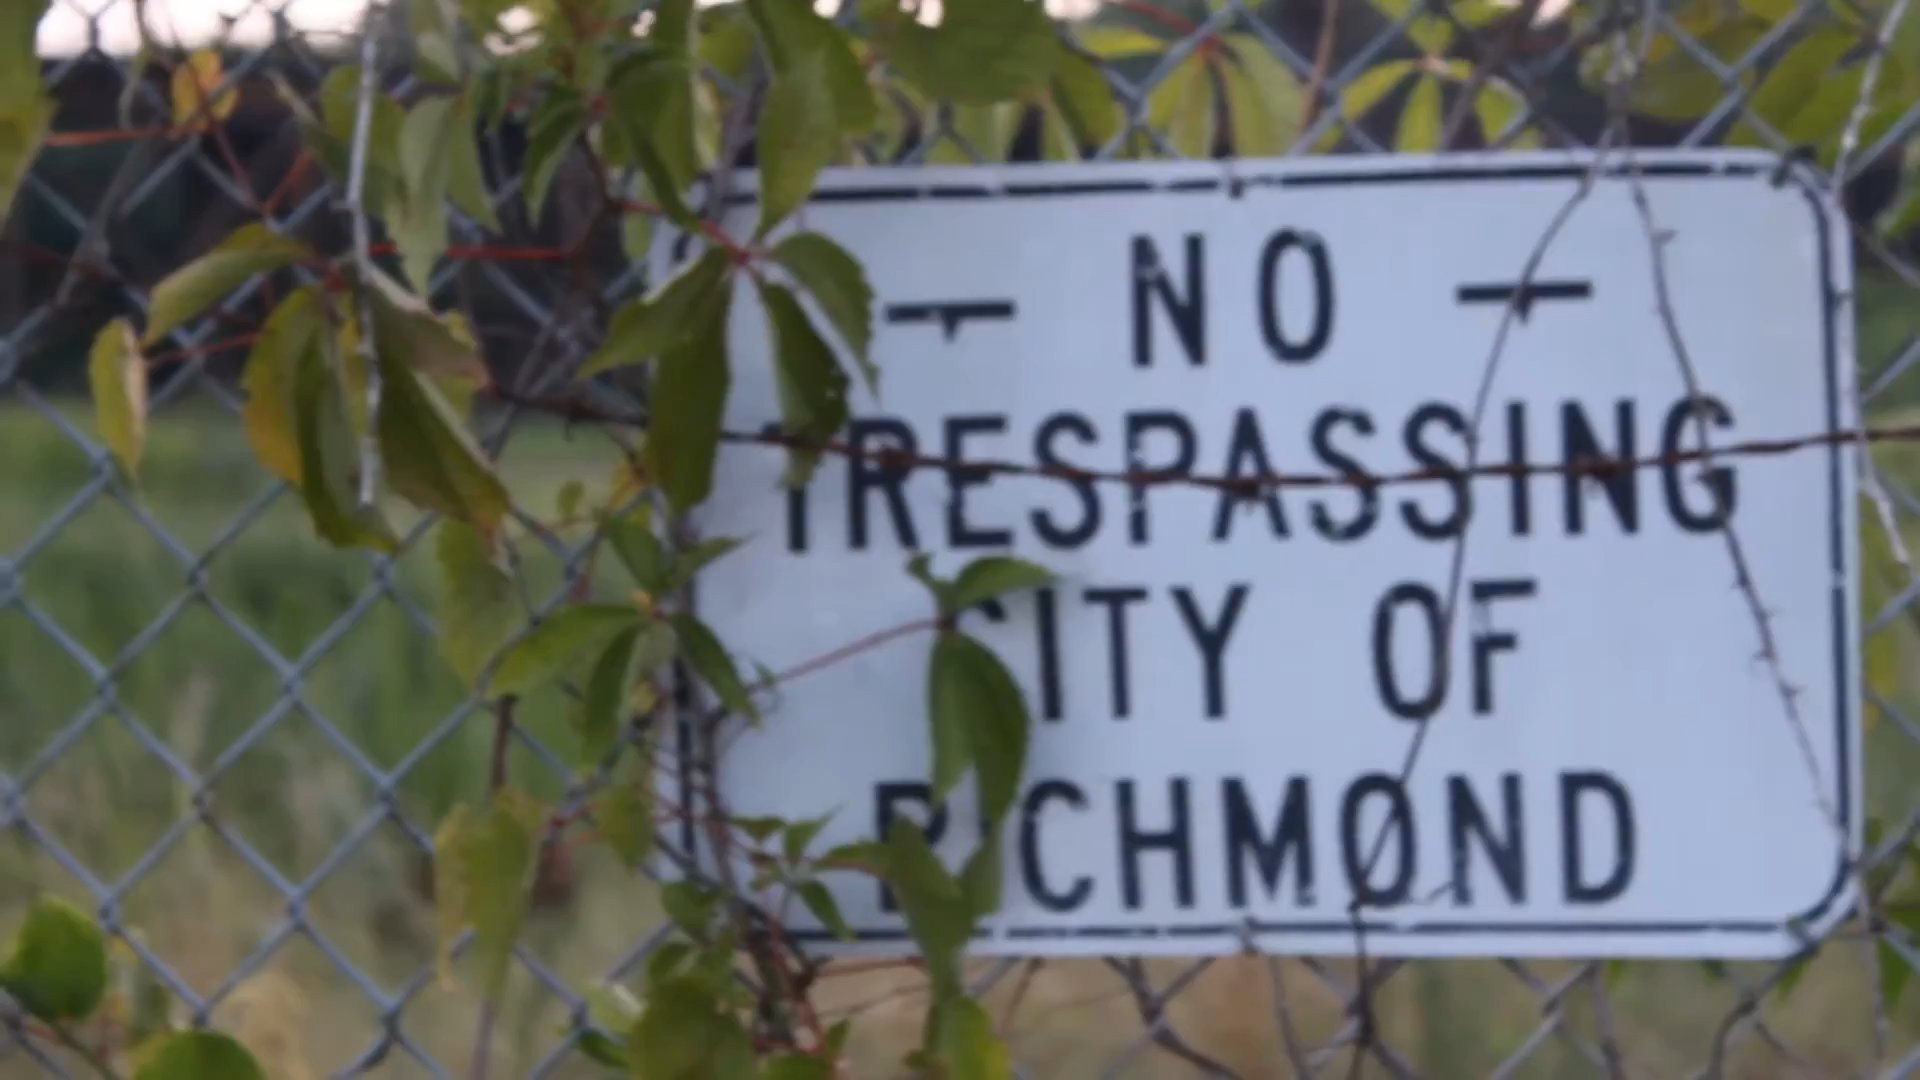 - NO -
TRESPASSING
CITY OF
RICHMOND